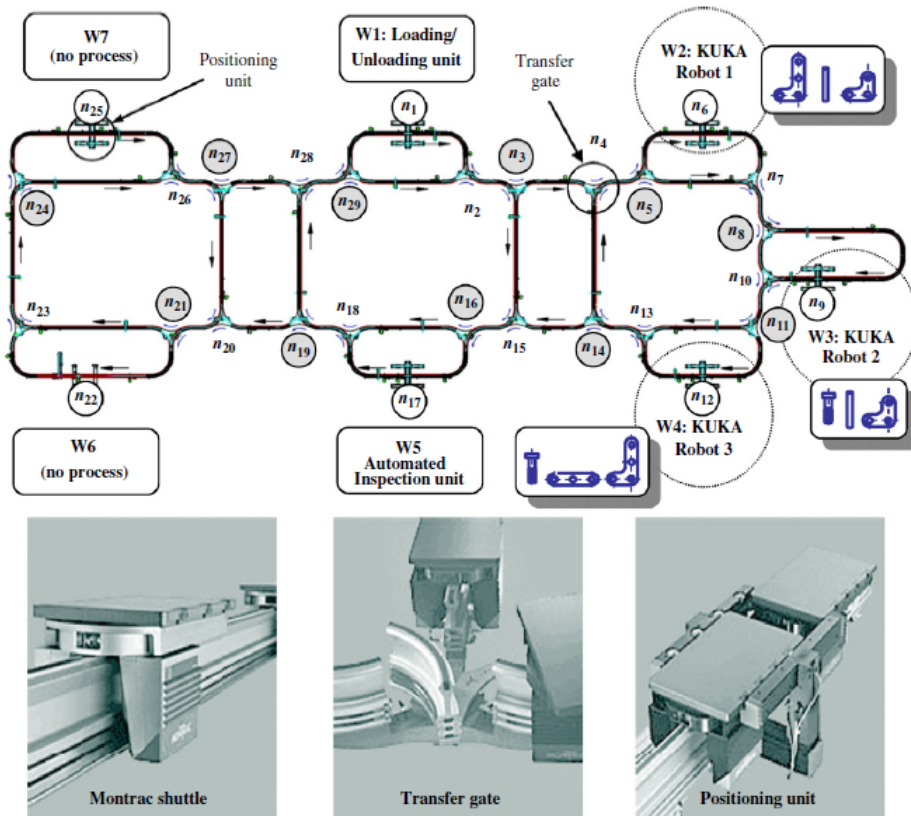 W7
(no process)
Positioning
unit
W1: Loading/
Unloading unit
Transfer
gate
W2: KUKA
Robot 1
n25
n1
n6
n27
n28
n3
n4
n7
n24
n26
n29
n2
n5
n8
n10
n9
n23
n21
n20
n19
n18
n16
n15
n14
n13
n11
W3: KUKA
Robot 2
n22
n17
n12
W6
(no process)
W5
Automated
Inspection unit
W4: KUKA
Robot 3
Montrac shuttle
Transfer gate
Positioning unit